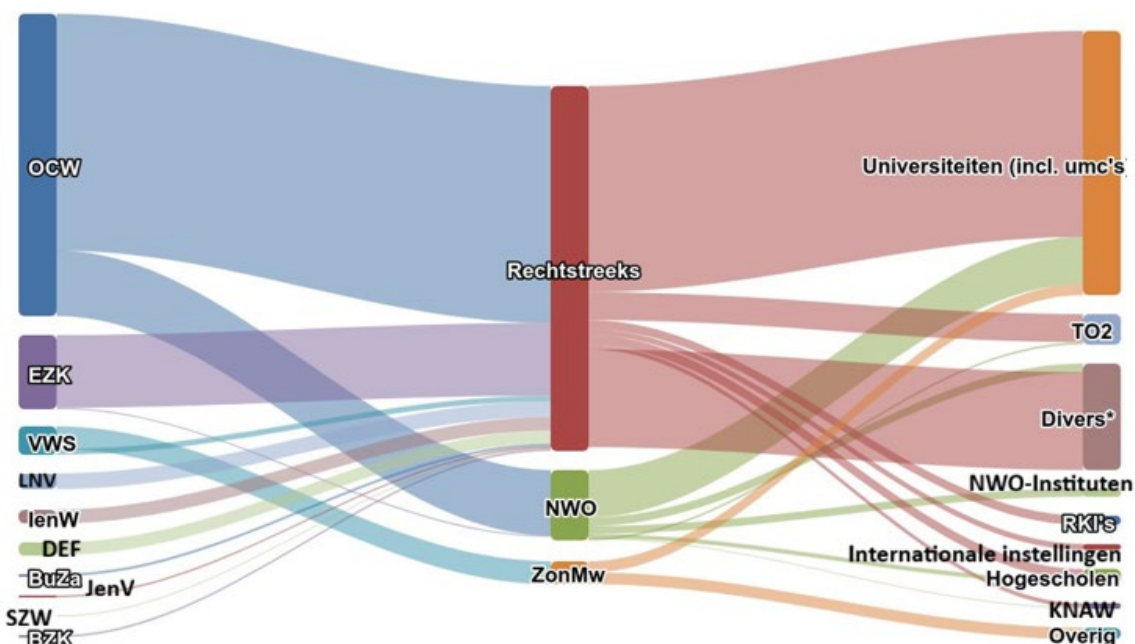 OCW
EZK
VWS
LNV
IenW
DEF
BuZa
JenV
SZW
BZK
Rechtstreeks
NWO
ZonMw
Universiteiten (incl. umc's)
TO2
Divers*
NWO-Instituten
RKI's
Internationale instellingen
Hogescholen
KNAW
Overig